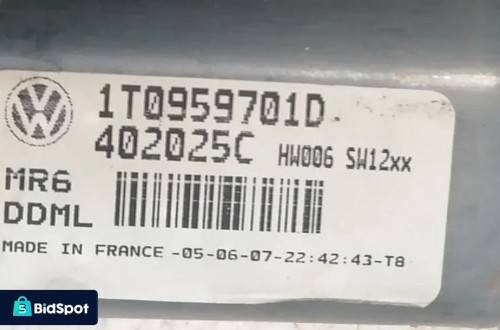 1T0959701D
402025C HW006 SW12xx
MR6
DDML
MADE IN FRANCE -05-06-07-22:42:43-T8
BidSpot